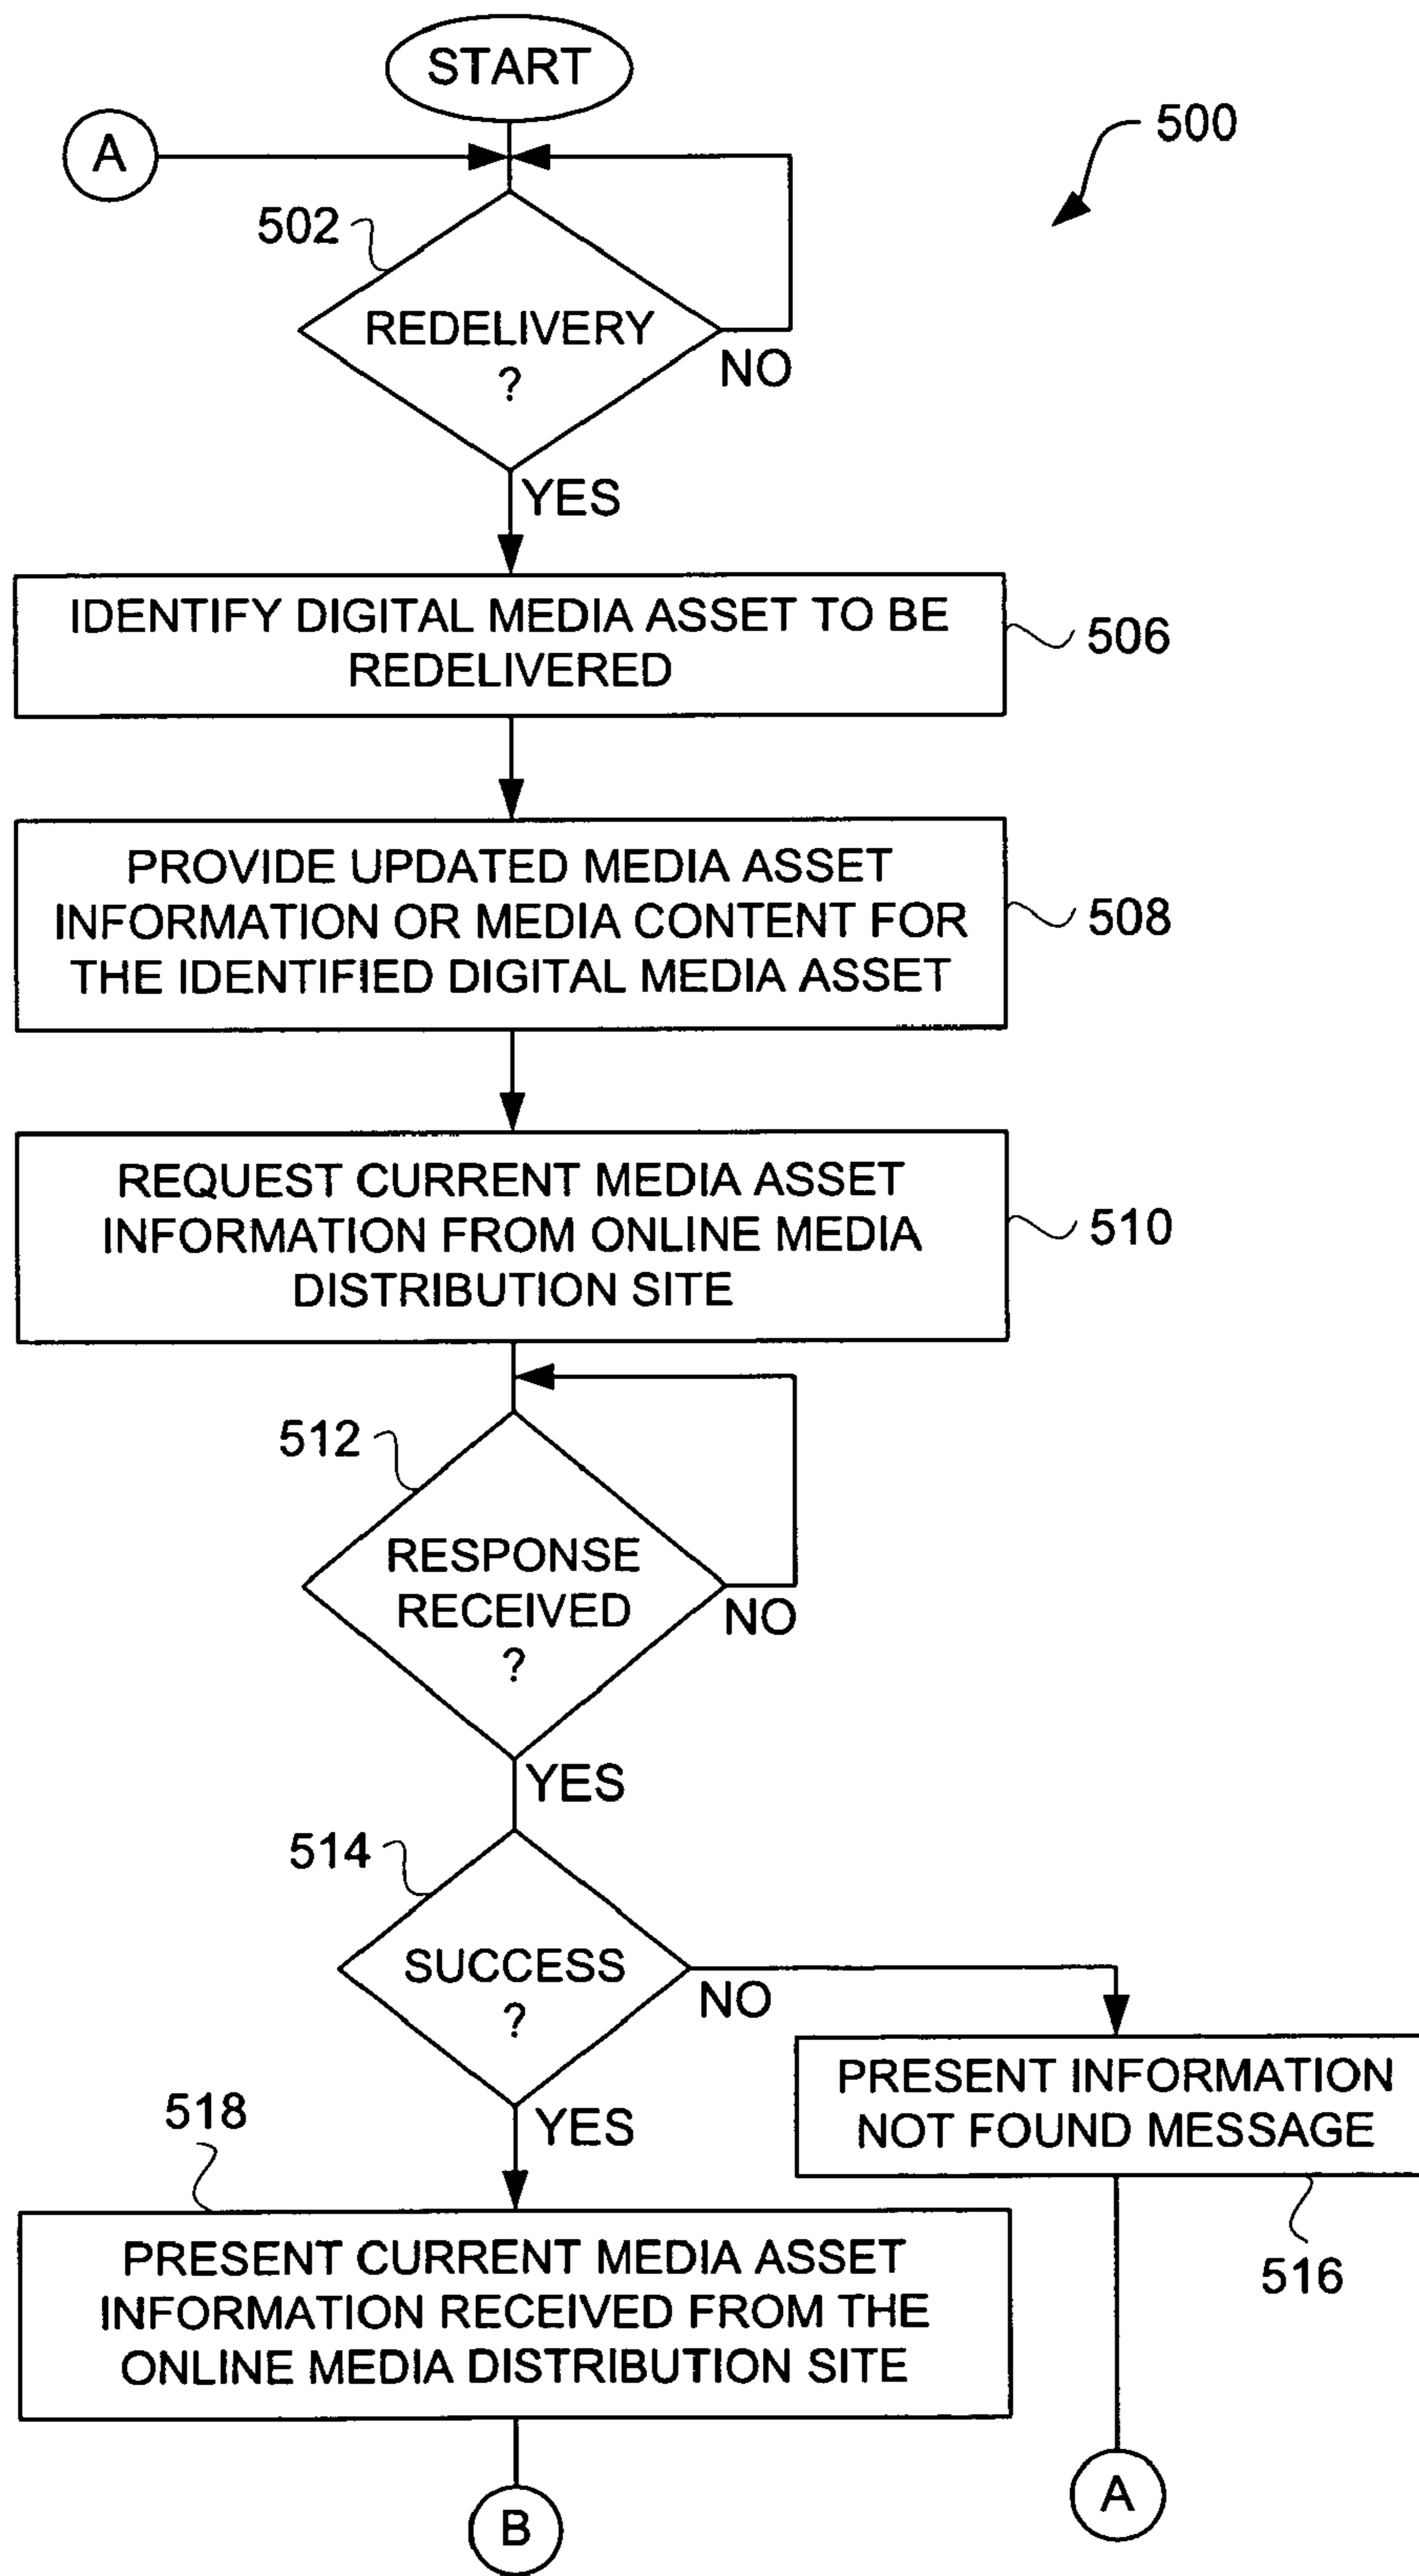 START
A
500
502
REDELIVERY
?
NO
YES
IDENTIFY DIGITAL MEDIA ASSET TO BE
REDELIVERED
506
PROVIDE UPDATED MEDIA ASSET
INFORMATION OR MEDIA CONTENT FOR
THE IDENTIFIED DIGITAL MEDIA ASSET
508
REQUEST CURRENT MEDIA ASSET
INFORMATION FROM ONLINE MEDIA
DISTRIBUTION SITE
510
512
RESPONSE
RECEIVED
?
NO
YES
514
SUCCESS
?
NO
YES
PRESENT INFORMATION
NOT FOUND MESSAGE
516
518
PRESENT CURRENT MEDIA ASSET
INFORMATION RECEIVED FROM THE
ONLINE MEDIA DISTRIBUTION SITE
A
B